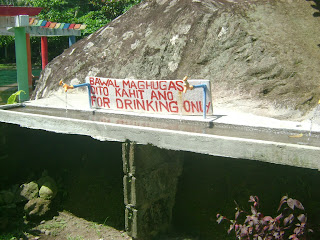 BAWAL MAGHUGAS
DITO KAHIT ANO
FOR DRINKING ONLY